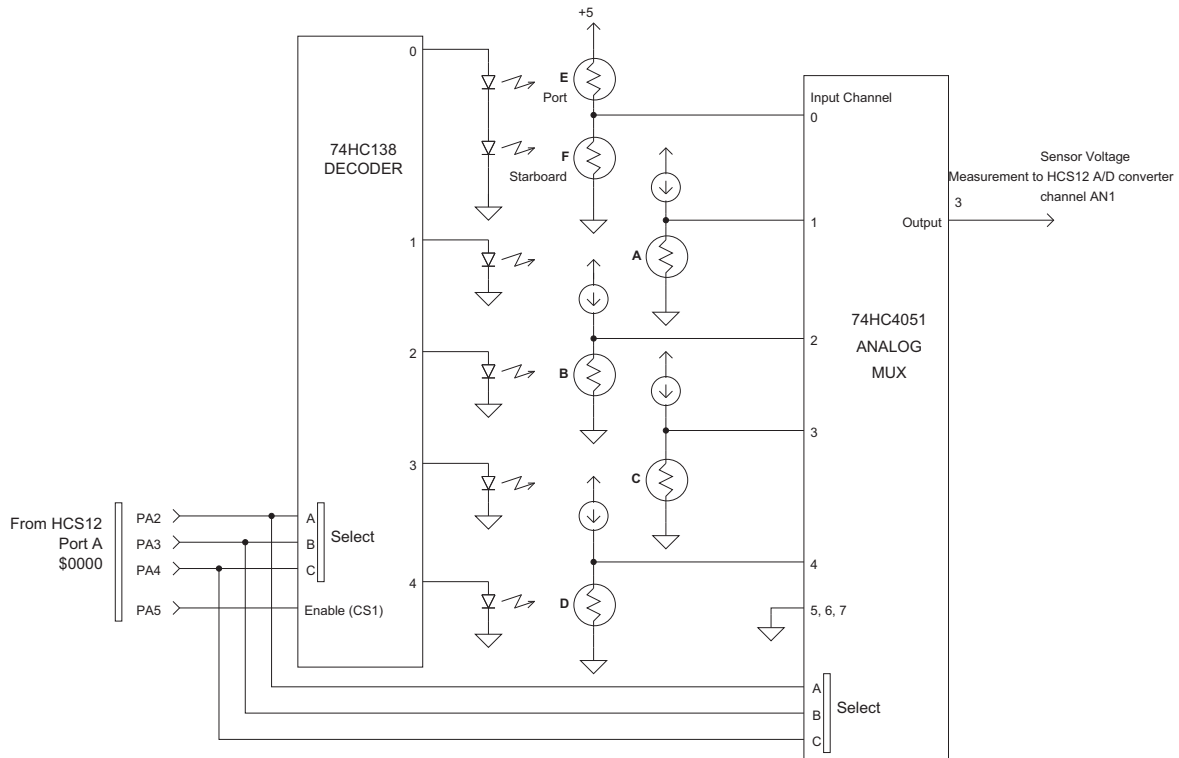 +5
0
E
Port
Input Channel
0
74HC138
DECODER
F
Starboard
Sensor Voltage
Measurement to HCS12 A/D converter
channel AN1
3
1
Output
1
A
74HC4051
ANALOG
MUX
2
2
B
3
3
C
From HCS12
Port A
$0000
PA2
PA3
PA4
PA5
A
B
C
Select
Enable (CS1)
4
4
D
5, 6, 7
A
B
C
Select